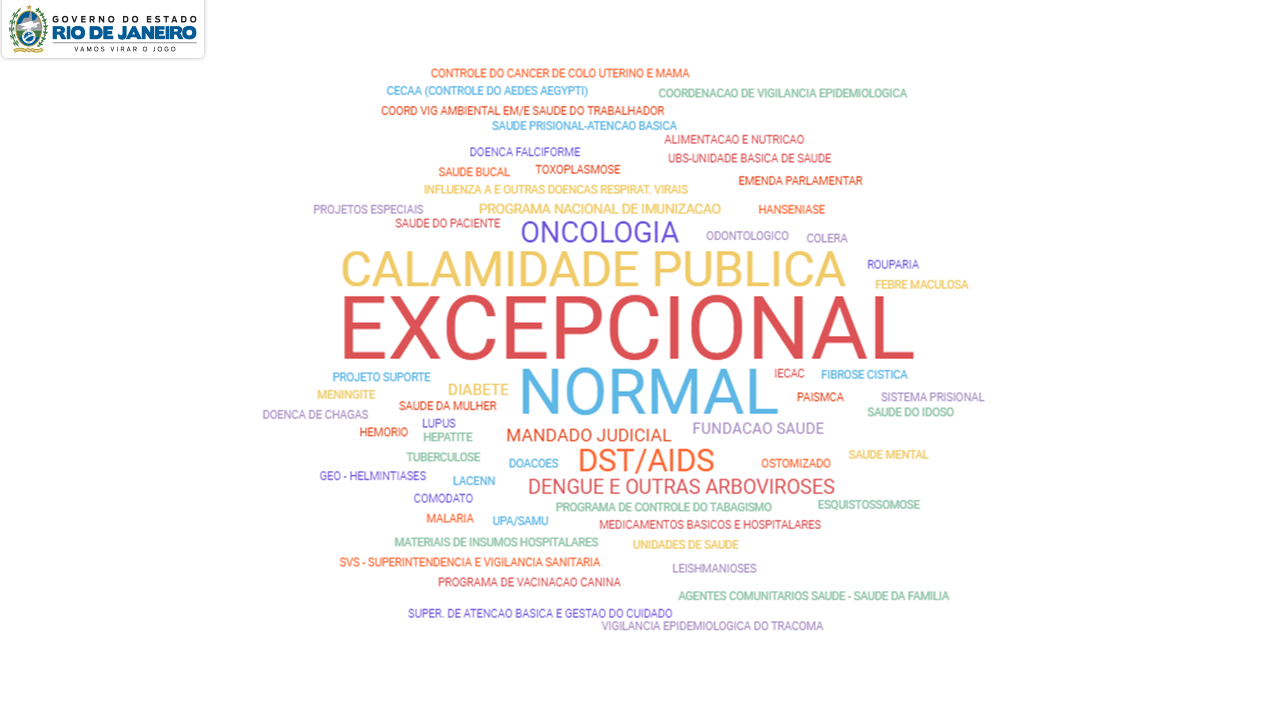 GOVERNO DO ESTADO
RIO DE JANEIRO
VAMOS VIRAR O JOGO
CONTROLE DO CANCER DE COLO UTERINO E MAMA
CECAA (CONTROLE DO AEDES AEGYPTI)
COORDENACAO DE VIGILANCIA EPIDEMIOLOGICA
COORD VIG AMBIENTAL EM/E SAUDE DO TRABALHADOR
SAUDE PRISIONAL-ATENCAO BASICA
ALIMENTACAO E NUTRICAO
DOENCA FALCIFORME
UBS-UNIDADE BASICA DE SAUDE
SAUDE BUCAL
TOXOPLASMOSE
EMENDA PARLAMENTAR
INFLUENZA A E OUTRAS DOENCAS RESPIRAT. VIRAIS
PROJETOS ESPECIAIS
PROGRAMA NACIONAL DE IMUNIZACAO
HANSENIASE
SAUDE DO PACIENTE
ONCOLOGIA
ODONTOLOGICO
COLERA
CALAMIDADE PUBLICA
ROUPARIA
FEBRE MACULOSA
EXCEPCIONAL
PROJETO SUPORTE
NORMAL
IECAC
FIBROSE CISTICA
MENINGITE
DIABETE
PAISMCA
SISTEMA PRISIONAL
DOENCA DE CHAGAS
SAUDE DA MULHER
SAUDE DO IDOSO
LUPUS
FUNDACAO SAUDE
HEMORIO
HEPATITE
MANDADO JUDICIAL
TUBERCULOSE
DOACOES
DST/AIDS
OSTOMIZADO
SAUDE MENTAL
GEO - HELMINTIASES
LACENN
DENGUE E OUTRAS ARBOVIROSES
COMODATO
PROGRAMA DE CONTROLE DO TABAGISMO
ESQUISTOSSOMOSE
MALARIA
UPA/SAMU
MEDICAMENTOS BASICOS E HOSPITALARES
MATERIAIS DE INSUMOS HOSPITALARES
UNIDADES DE SAUDE
SVS - SUPERINTENDENCIA E VIGILANCIA SANITARIA
LEISHMANIOSES
PROGRAMA DE VACINACAO CANINA
AGENTES COMUNITARIOS SAUDE - SAUDE DA FAMILIA
SUPER. DE ATENCAO BASICA E GESTAO DO CUIDADO
VIGILANCIA EPIDEMIOLOGICA DO TRACOMA